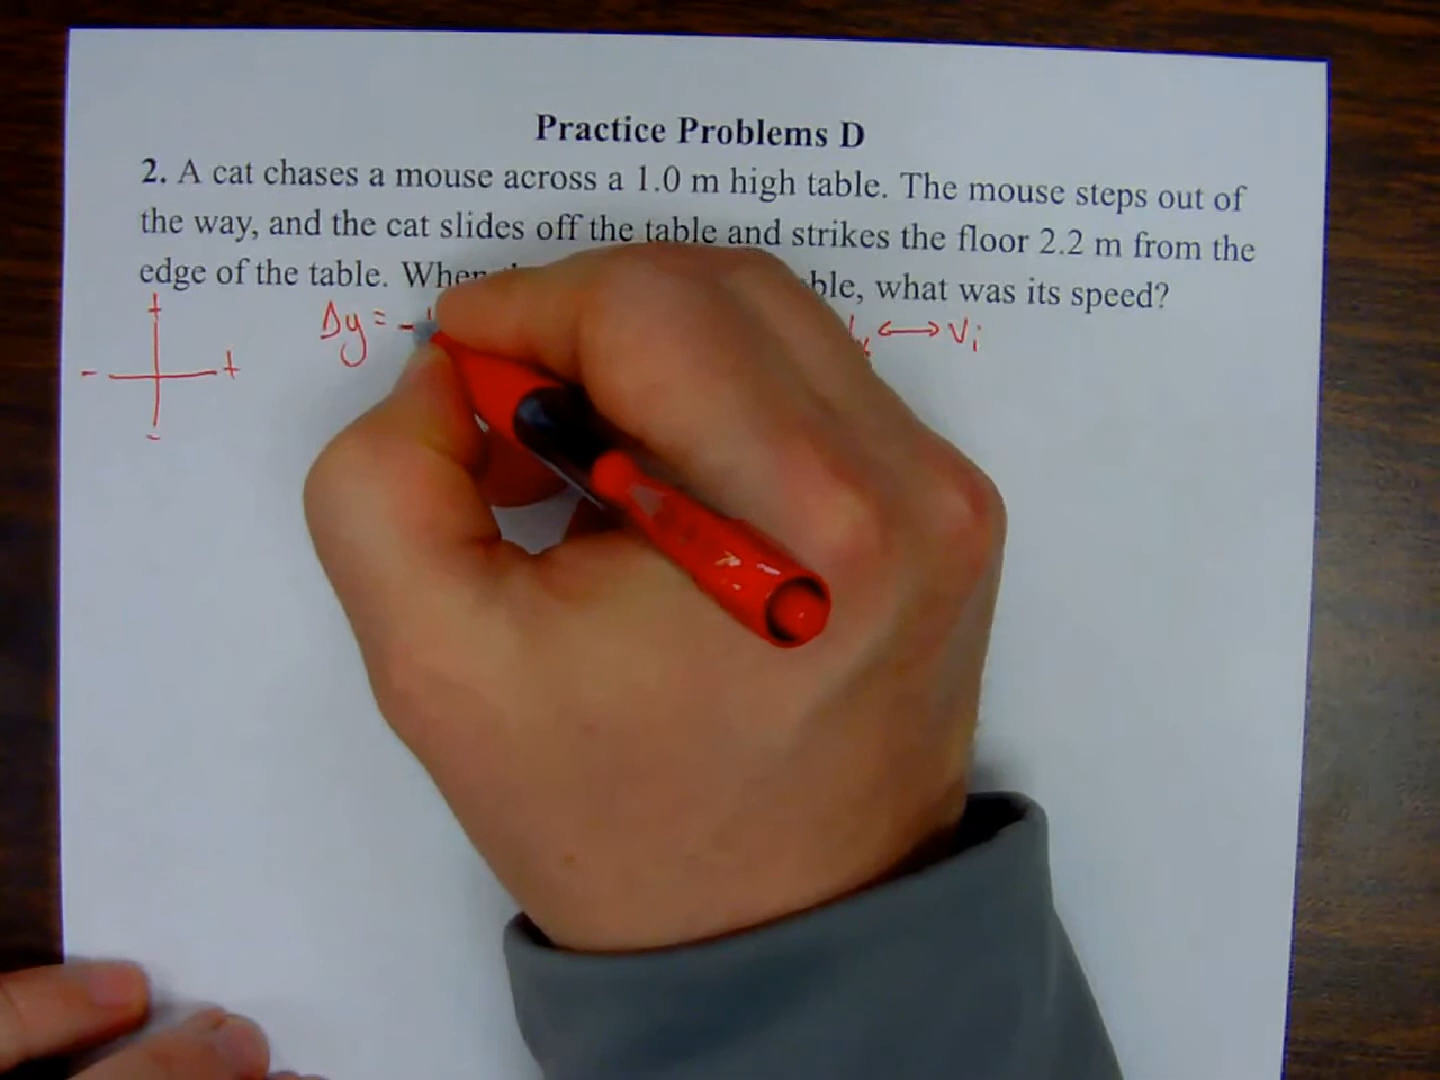 Practice Problems D
2. A cat chases a mouse across a 1.0 m high table. The mouse steps out of
the way, and the cat slides off the table and strikes the floor 2.2 m from the
edge of the table. When ble, what was its speed?
+
Δy = - ⟷ Vi
- +
-